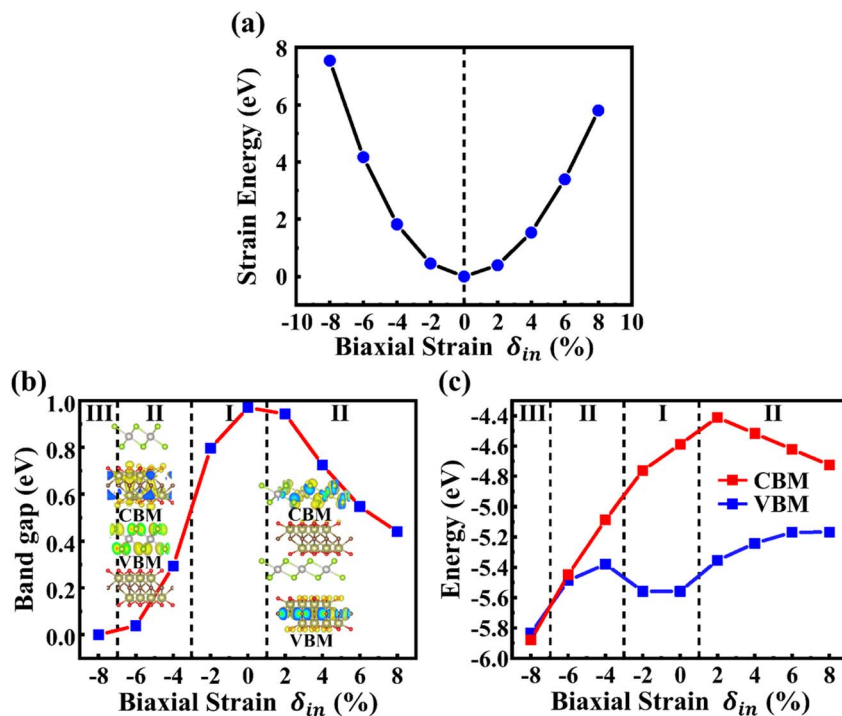 (a)
8
6
4
2
0
Strain Energy (eV)
-10 -8 -6 -4 -2 0 2 4 6 8 10
Biaxial Strain δin (%)
(b)
III II I II
1.0
0.8
0.6
0.4
0.2
0.0
Band gap (eV)
CBM
VBM
CBM
VBM
-8 -6 -4 -2 0 2 4 6 8
Biaxial Strain δin (%)
(c)
III II I II
-4.4
-4.6
-4.8
-5.0
-5.2
-5.4
-5.6
-5.8
-6.0
Energy (eV)
CBM
VBM
-8 -6 -4 -2 0 2 4 6 8
Biaxial Strain δin (%)